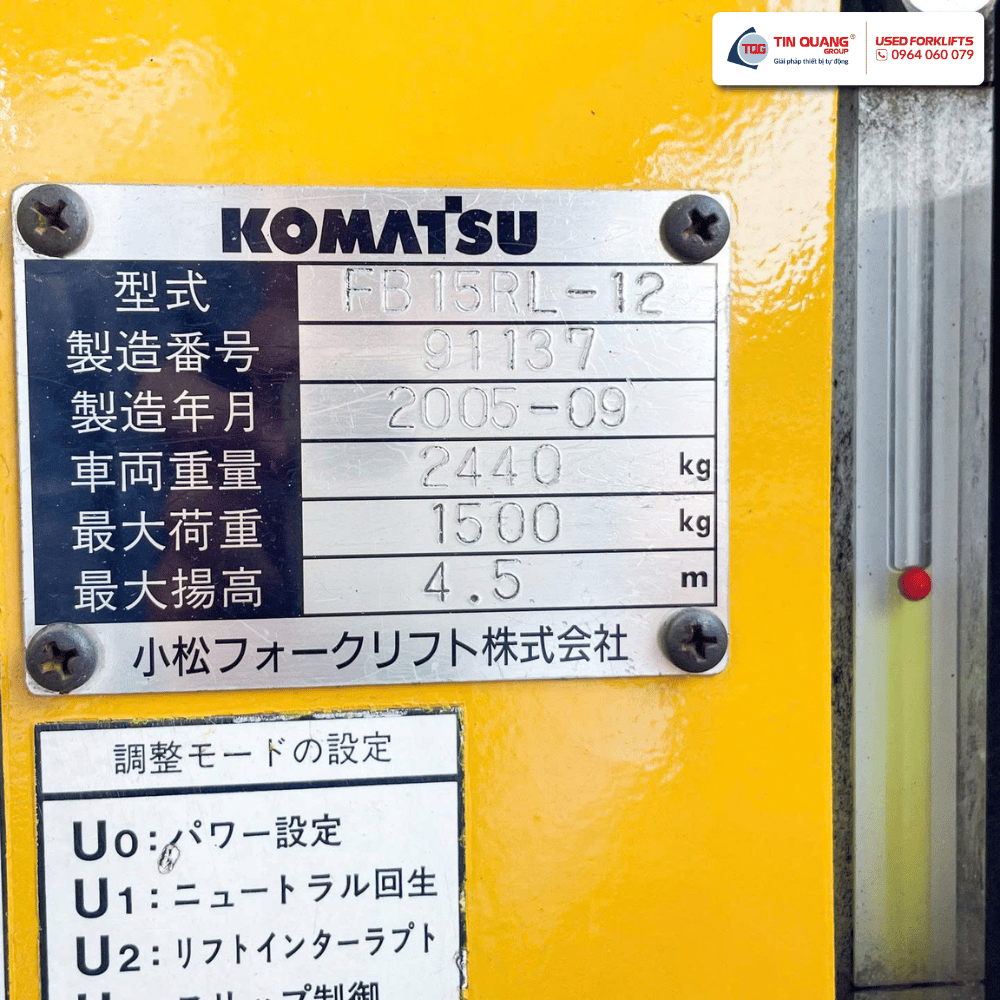 TQG TIN QUANG® USED FORKLIFTS
GROUP
Giải pháp thiết bị tự động 0964 060 079
KOMATSU
型式 FB15RL-12
製造番号 91137
製造年月 2005-09
車両重量 2440 kg
最大荷重 1500 kg
最大揚高 4.5 m
小松フォークリフト株式会社
調整モードの設定
U0:パワー設定
U1:ニュートラル回生
U2:リフトインターラプト